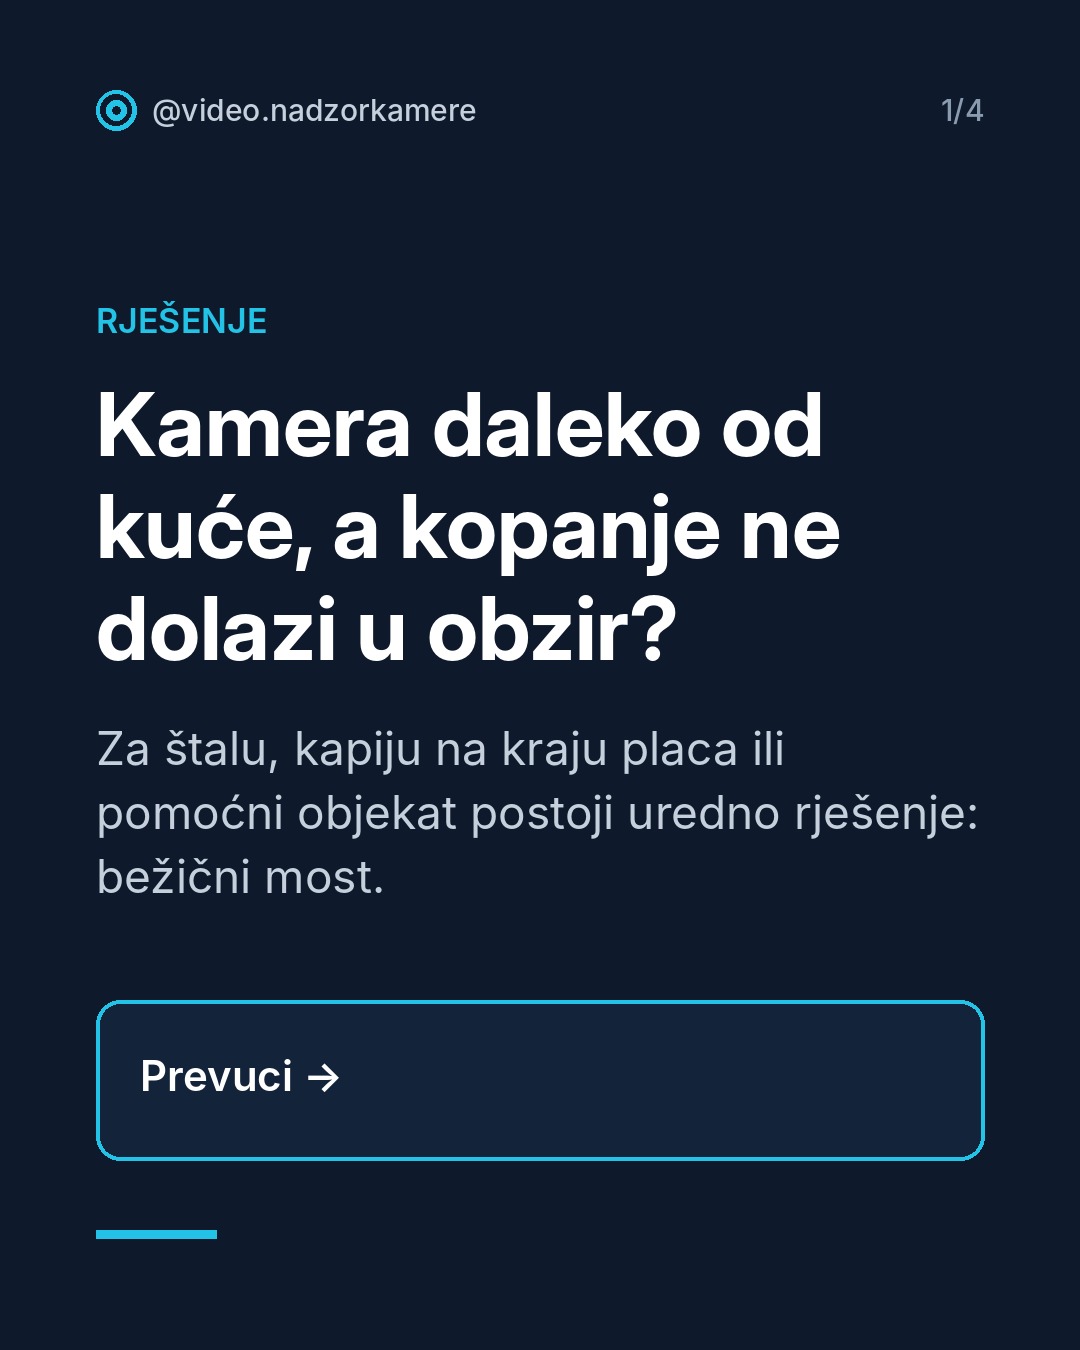 @video.nadzorkamere
1/4
RJEŠENJE
Kamera daleko od
kuće, a kopanje ne
dolazi u obzir?
Za štalu, kapiju na kraju placa ili
pomoćni objekat postoji uredno rješenje:
bežični most.
Prevuci →